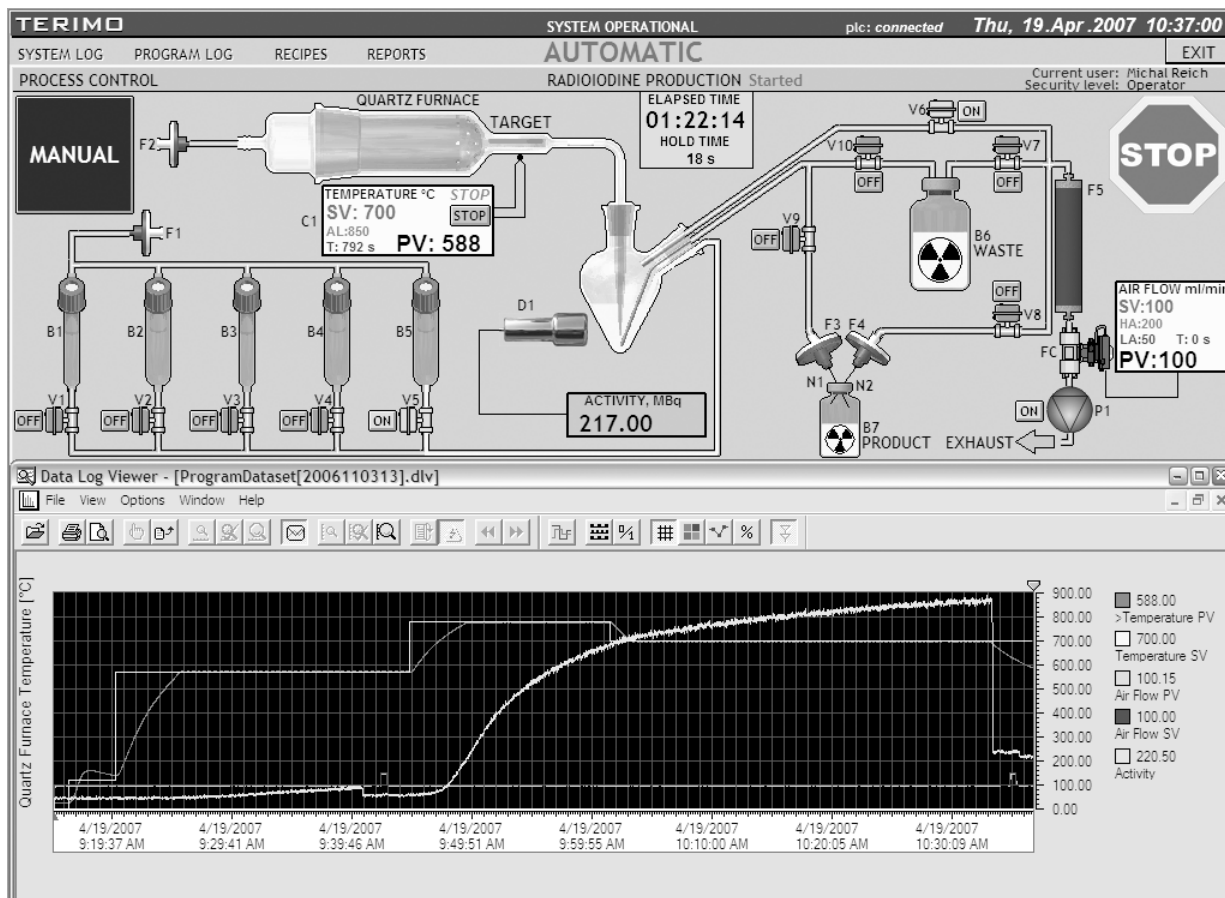 TERIMO
SYSTEM OPERATIONAL
plc: connected
Thu, 19.Apr.2007 10:37:00
SYSTEM LOG PROGRAM LOG RECIPES REPORTS
AUTOMATIC
EXIT
PROCESS CONTROL
RADIOIODINE PRODUCTION Started
Current user: Michal Reich
Security level: Operator
MANUAL
F2
QUARTZ FURNACE
TARGET
ELAPSED TIME
01:22:14
HOLD TIME
18 s
V6 ON
V10 OFF
V7 OFF
STOP
F5
C1
TEMPERATURE °C STOP
SV: 700 STOP
AL:850
T: 792 s PV: 588
F1
V9
OFF
B6
WASTE
OFF
V8
AIR FLOW ml/min
SV:100
HA:200
LA:50 T: 0 s
PV:100
FC
B1 B2 B3 B4 B5
D1
F3 F4
N1 N2
V1 V2 V3 V4 V5
OFF OFF OFF OFF ON
ACTIVITY, MBq
217.00
B7
PRODUCT
EXHAUST
ON P1
Data Log Viewer - [ProgramDataset[2006110313].dlv]
File View Options Window Help
0/1 %
Quartz Furnace Temperature [°C]
900.00
800.00
700.00
600.00
500.00
400.00
300.00
200.00
100.00
0.00
588.00
>Temperature PV
700.00
Temperature SV
100.15
Air Flow PV
100.00
Air Flow SV
220.50
Activity
4/19/2007 4/19/2007 4/19/2007 4/19/2007 4/19/2007 4/19/2007 4/19/2007 4/19/2007
9:19:37 AM 9:29:41 AM 9:39:46 AM 9:49:51 AM 9:59:55 AM 10:10:00 AM 10:20:05 AM 10:30:09 AM